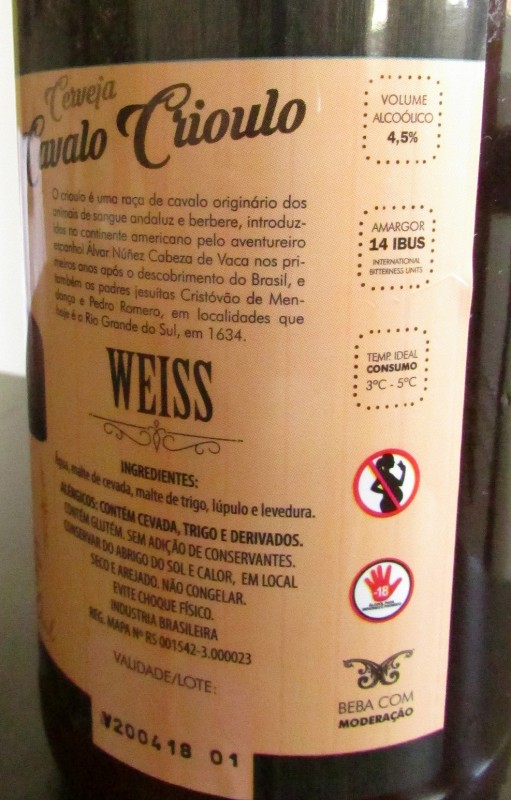 Cerveja
Cavalo Crioulo
O crioulo é uma raça de cavalo originário dos
animais de sangue andaluz e berbere, introduz-
idos no continente americano pelo aventureiro
espanhol Álvar Núñez Cabeza de Vaca nos pri-
meiros anos após o descobrimento do Brasil, e
também os padres jesuítas Cristóvão de Men-
donça e Pedro Romero, em localidades que
hoje é o Rio Grande do Sul, em 1634.
WEISS
INGREDIENTES:
Água, malte de cevada, malte de trigo, lúpulo e levedura.
ALÉRGICOS: CONTÉM CEVADA, TRIGO E DERIVADOS.
CONTÉM GLUTÉM. SEM ADIÇÃO DE CONSERVANTES.
CONSERVAR DO ABRIGO DO SOL E CALOR, EM LOCAL
SECO E AREJADO. NÃO CONGELAR.
EVITE CHOQUE FÍSICO.
INDUSTRIA BRASILEIRA
REG. MAPA Nº RS 001542-3.000023
VALIDADE/LOTE:
V200418 01
VOLUME
ALCOÓLICO
4,5%
AMARGOR
14 IBUS
INTERNATIONAL
BITTERNESS UNITS
TEMP. IDEAL
CONSUMO
3ºC - 5ºC
-18
BEBA COM
MODERAÇÃO